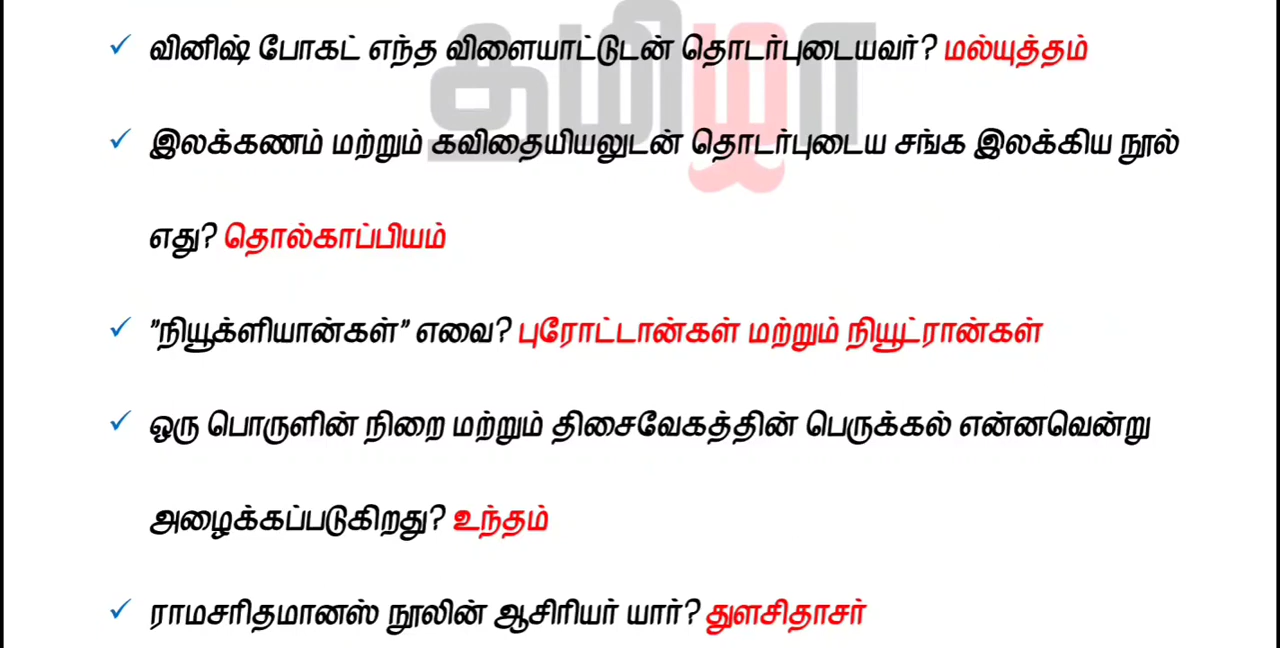 தமிழா
வினிஷ் போகட் எந்த விளையாட்டுடன் தொடர்புடையவர்? மல்யுத்தம்
இலக்கணம் மற்றும் கவிதையியலுடன் தொடர்புடைய சங்க இலக்கிய நூல்
எது? தொல்காப்பியம்
"நியூக்ளியான்கள்" எவை? புரோட்டான்கள் மற்றும் நியூட்ரான்கள்
ஒரு பொருளின் நிறை மற்றும் திசைவேகத்தின் பெருக்கல் என்னவென்று
அழைக்கப்படுகிறது? உந்தம்
ராமசரிதமானஸ் நூலின் ஆசிரியர் யார்? துளசிதாசர்